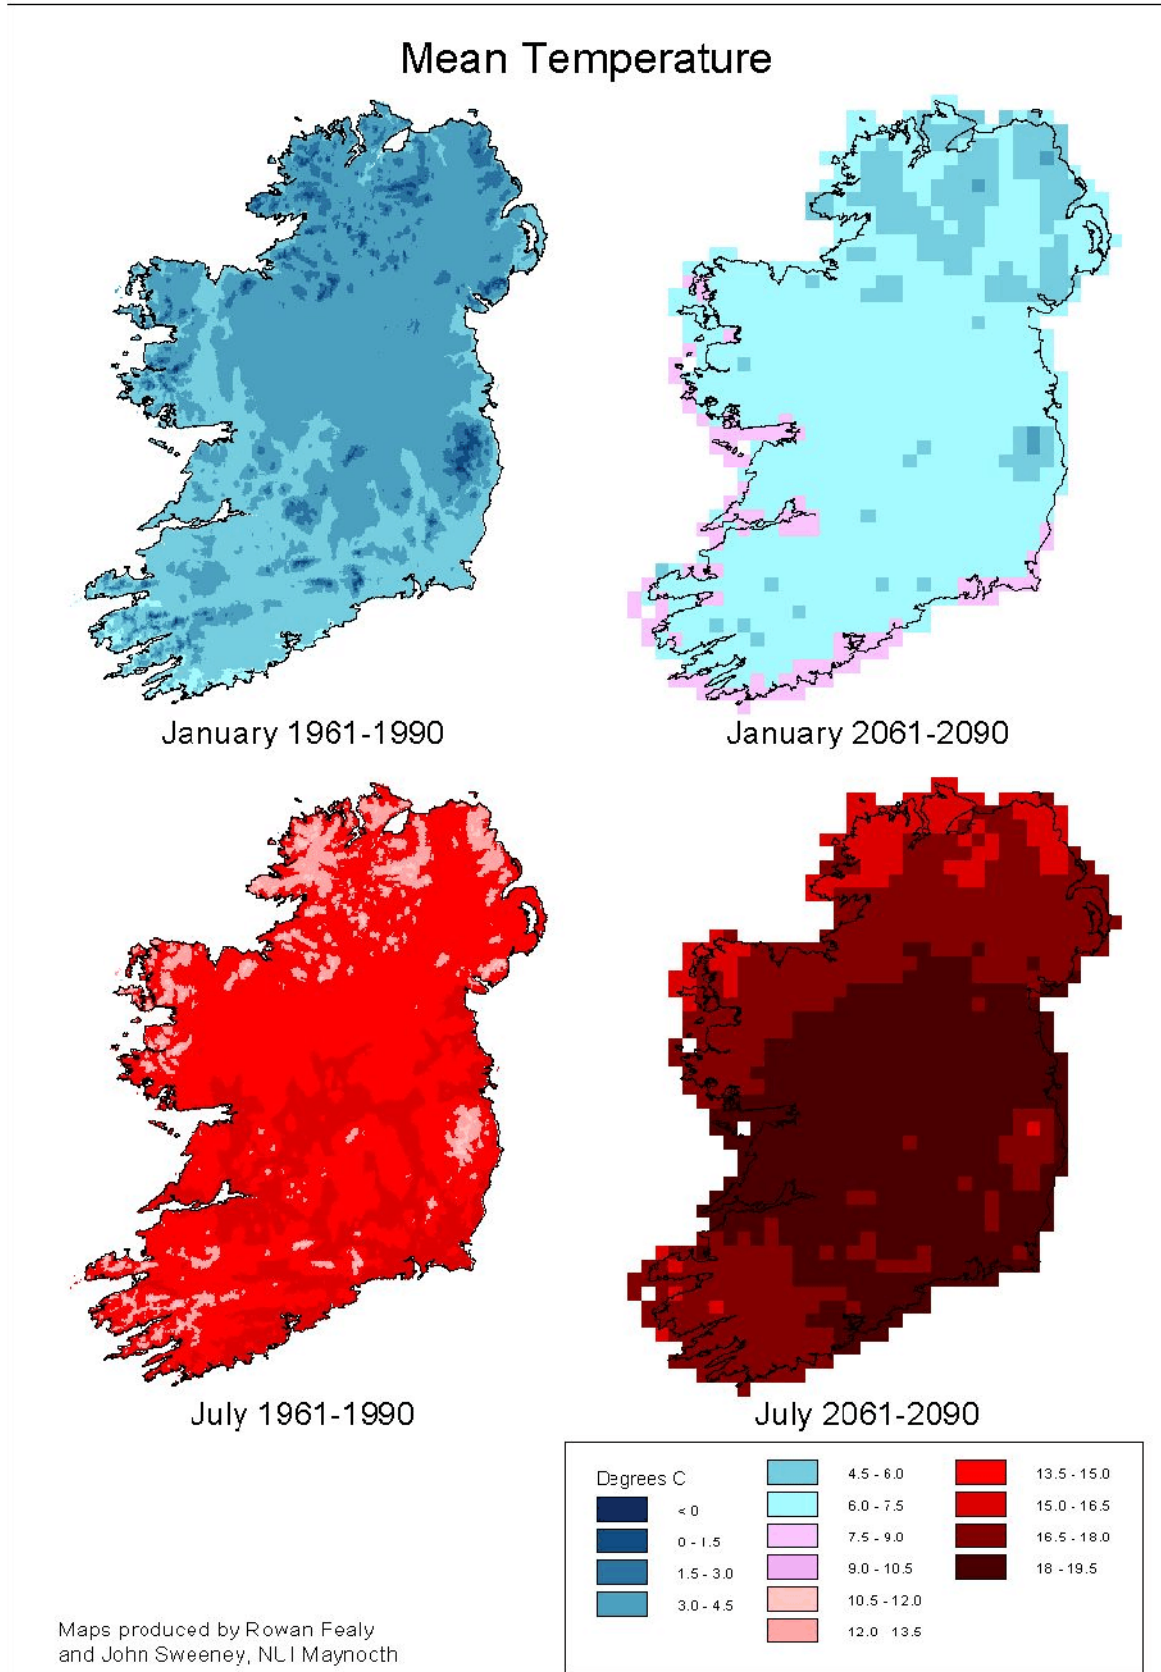 Mean Temperature
January 1961-1990
January 2061-2090
July 1961-1990
July 2061-2090
Degrees C
< 0
0 - 1.5
1.5 - 3.0
3.0 - 4.5
4.5 - 6.0
6.0 - 7.5
7.5 - 9.0
9.0 - 10.5
10.5 - 12.0
12.0 13.5
13.5 - 15.0
15.0 - 16.5
16.5 - 18.0
18 - 19.5
Maps produced by Rowan Fealy
and John Sweeney, NUI Maynocth